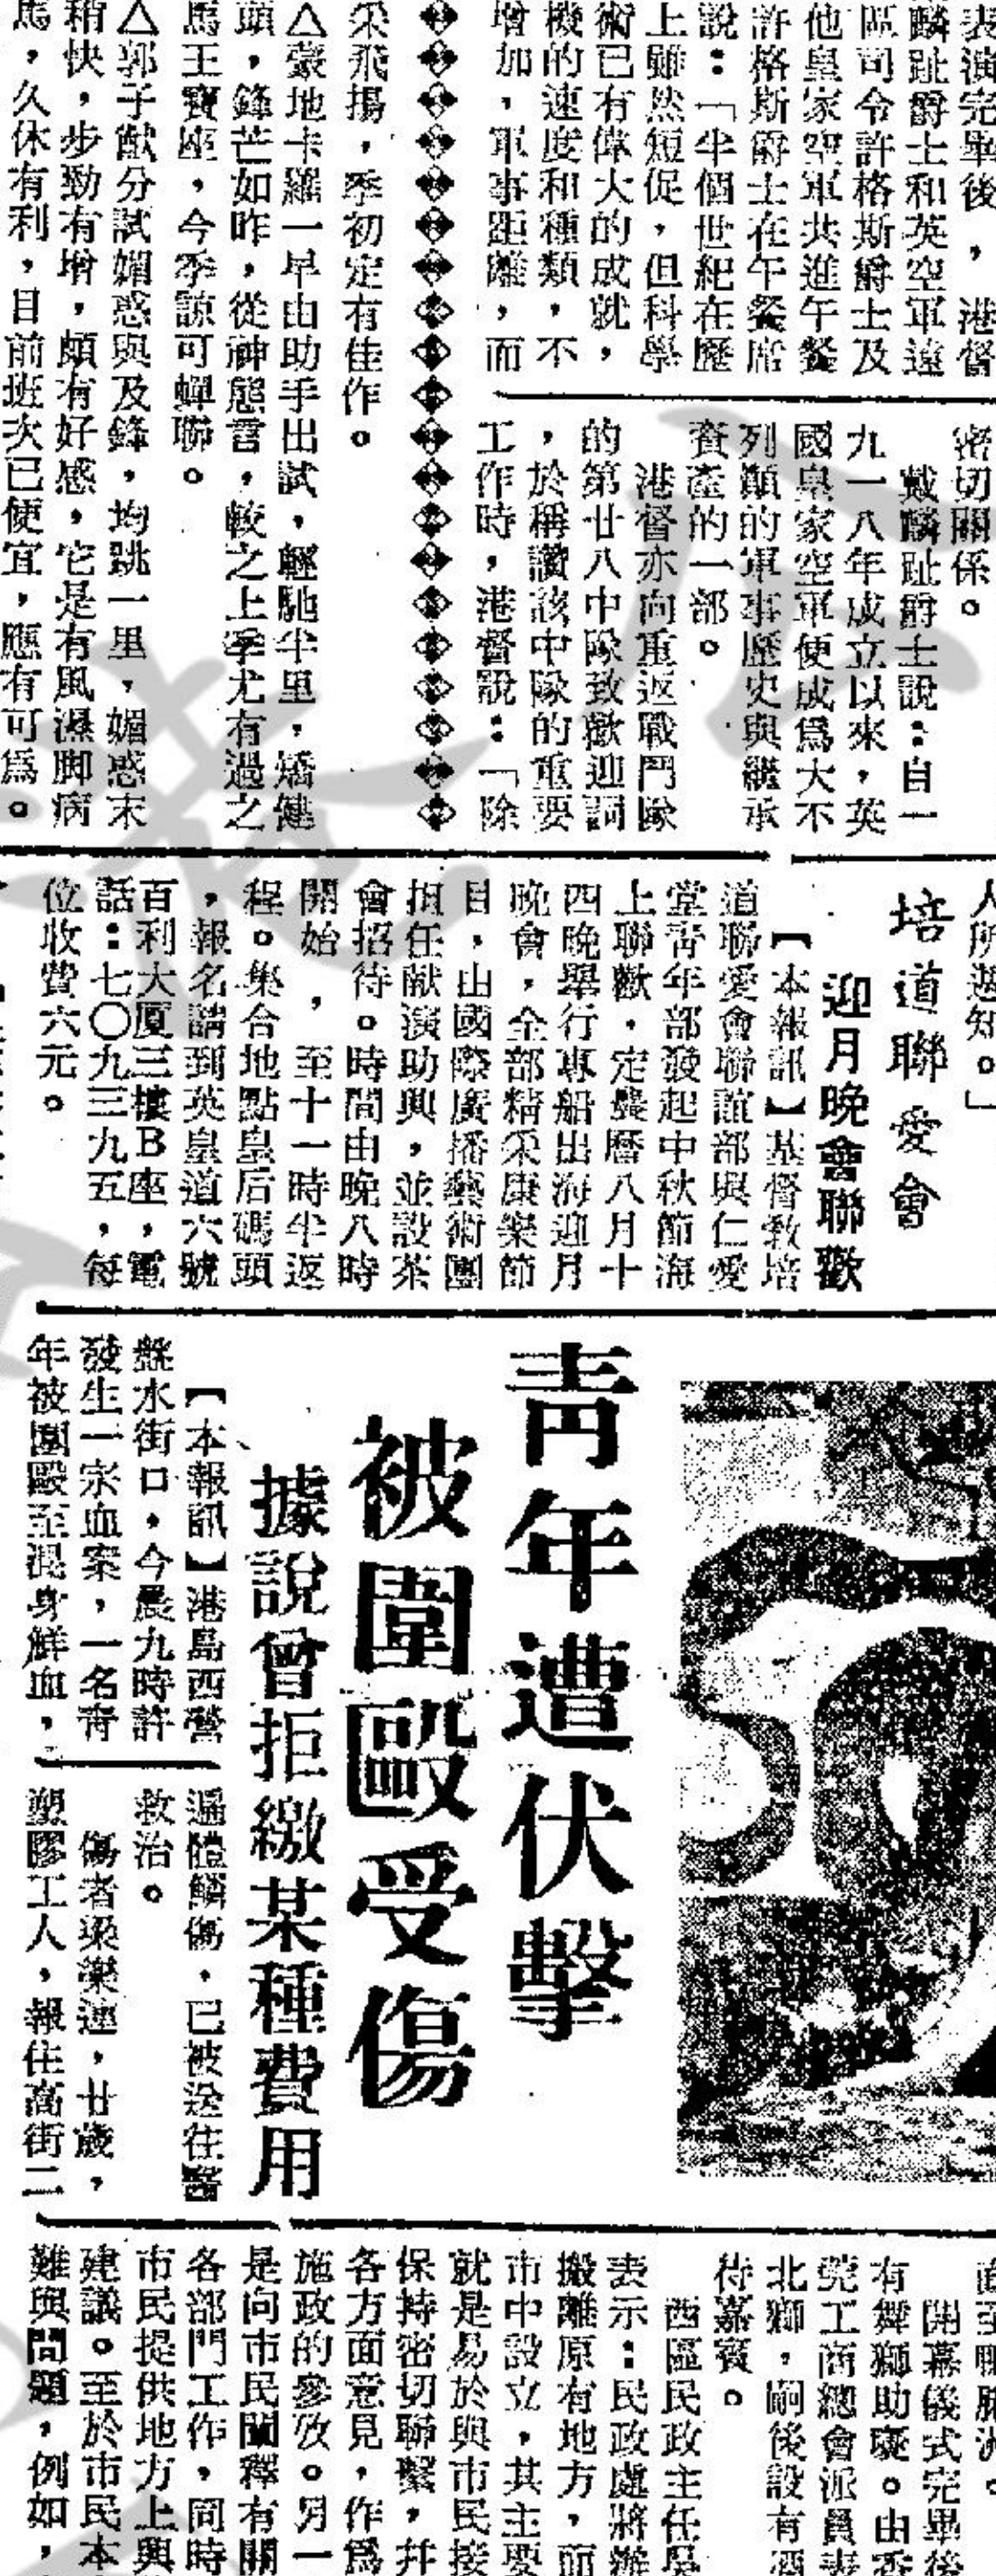 表演完畢後，港督
麟趾爵士和英空軍遠
區司令許格斯爵士及
他皇家空軍共進午餐
許格斯爵士在午餐席
說：「半個世紀在歷
上雖然短促，但科學
術已有偉大的成就，
機的速度和種類，不
增加，軍事距離，而
密切關係。
戴麟趾爵士說：自一
九一八年成立以來，英
國皇家空軍便成爲大不
列顛的軍事歷史與繼承
資產的一部。
港督亦向重返戰鬥隊
的第廿八中隊致歡迎詞
，於稱讚該中隊的重要
工作時，港督說：「除
采飛揚，季初定有佳作。
△蒙地卡羅一早由助手出試，輕馳半里，矯健
頭，鋒芒如昨，從神態言，較之上季尤有過之
馬王寶座，今季諒可蟬聯。
△郭子猷分試媚惑與及鋒，均跳一里，媚惑末
稍快，步勁有增，頗有好感，它是有風濕脚病
馬，久休有利，目前班次已便宜，應有可爲。
人所週知。」
培道聯愛會
迎月晚會聯歡
【本報訊】基督敎培
道聯愛會聯誼部與仁愛
堂靑年部發起中秋節海
上聯歡，定農曆八月十
四晚舉行專船出海迎月
晚會，全部精采康樂節
目，由國際廣播藝術團
担任献演助興，並設茶
會招待。時間由晚八時
開始，至十一時半返
程。集合地點皇后碼頭
，報名請到英皇道六號
百利大厦三樓B座，電
話：七〇九三九五，每
位收費六元。
靑年遭伏擊
被圍毆受傷
據說曾拒繳某種費用
【本報訊】港島西營
盤水街口，今晨九時許
發生一宗血案，一名靑
年被圍毆至混身鮮血，
遍體鱗傷，已被送往醫
救治。
傷者梁榮運，廿歲，
塑膠工人，報住高街二
開幕儀式完畢後
有舞獅助慶。由
莞工商總會派員表
北獅，嗣後設有酒
待嘉賓。
西區民政主任吳
表示：民政處將辦
搬離原有地方，而
市中設立，其主要
就是易於與市民接
保持密切聯繫，幷
各方面意見，作爲
施政的參攷。另一
是向市民闡釋有關
各部門工作，同時
市民提供地方上興
建議。至於市民本
難與問題，例如，